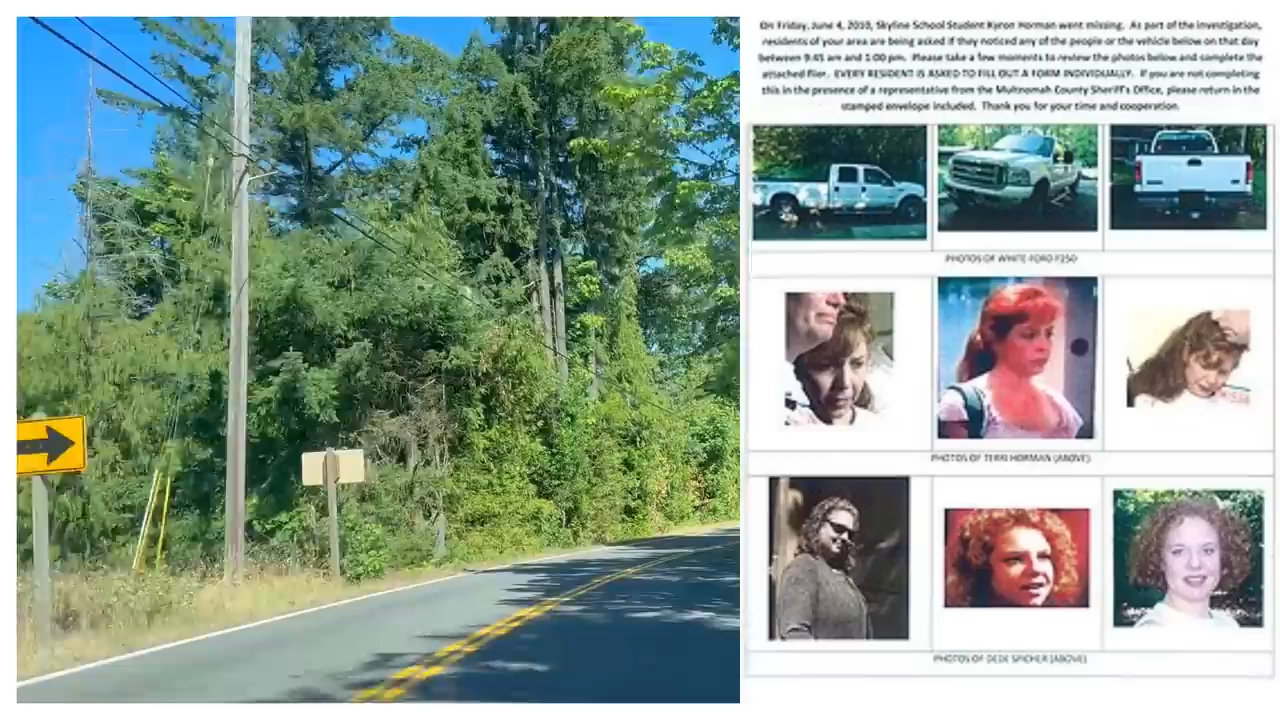 On Friday, June 4, 2010, Skyline School Student Kyron Horman went missing. As part of the investigation,
residents of your area are being asked if they noticed any of the people or the vehicle below on that day
between 9:45 am and 1:00 pm. Please take a few moments to review the photos below and complete the
attached flier. EVERY RESIDENT IS ASKED TO FILL OUT A FORM INDIVIDUALLY. If you are not completing
this in the presence of a representative from the Multnomah County Sheriff's Office, please return in the
stamped envelope included. Thank you for your time and cooperation.
PHOTOS OF WHITE FORD F250
PHOTOS OF TERRI HORMAN (ABOVE)
PHOTOS OF DEDE SPICHER (ABOVE)